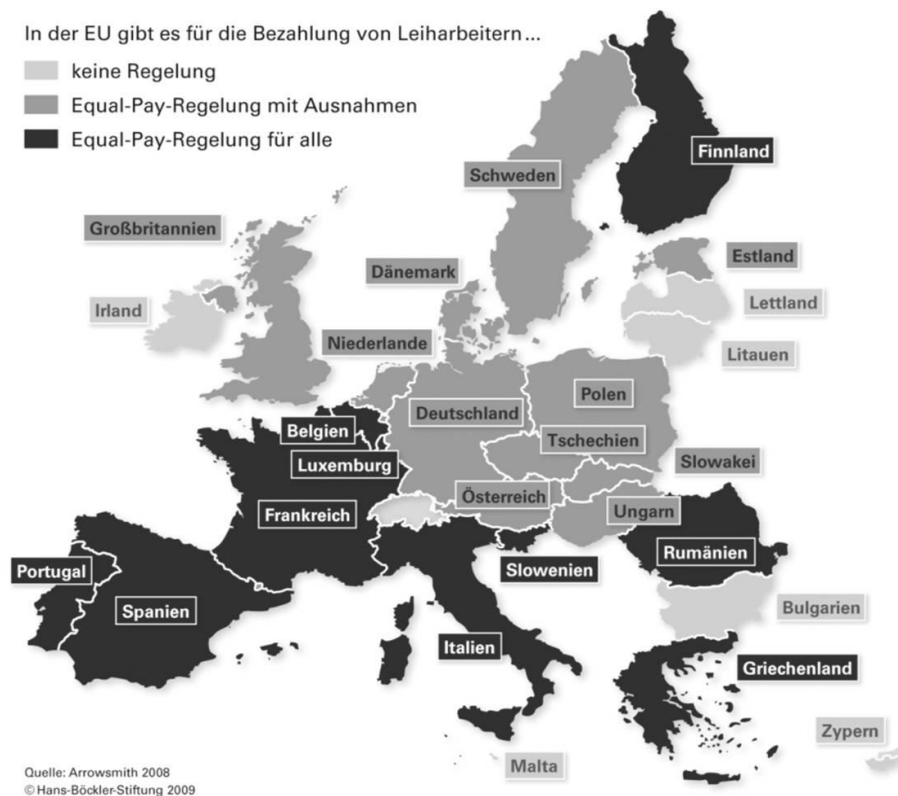 In der EU gibt es für die Bezahlung von Leiharbeitern...
keine Regelung
Equal-Pay-Regelung mit Ausnahmen
Equal-Pay-Regelung für alle
Finnland
Schweden
Großbritannien
Estland
Dänemark
Irland
Lettland
Niederlande
Litauen
Polen
Deutschland
Belgien
Tschechien
Luxemburg
Slowakei
Österreich
Frankreich
Ungarn
Rumänien
Portugal
Slowenien
Spanien
Bulgarien
Italien
Griechenland
Zypern
Malta
Quelle: Arrowsmith 2008
© Hans-Böckler-Stiftung 2009